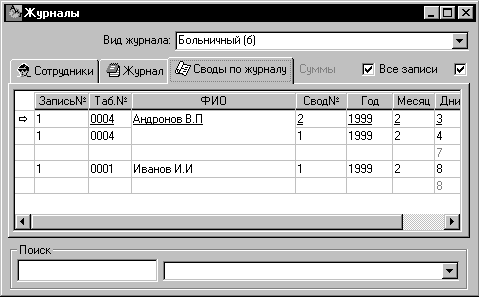 Журналы
Вид журнала: Больничный (6)
Сотрудники Журнал Своды по журналу Суммы Все записи
Запись№ Таб.№ ФИО Свод№ Год Месяц Дни
1 0004 Андронов В.П 2 1999 2 3
1 0004 1 1999 2 4
7
1 0001 Иванов И.И 1 1999 2 8
8
Поиск